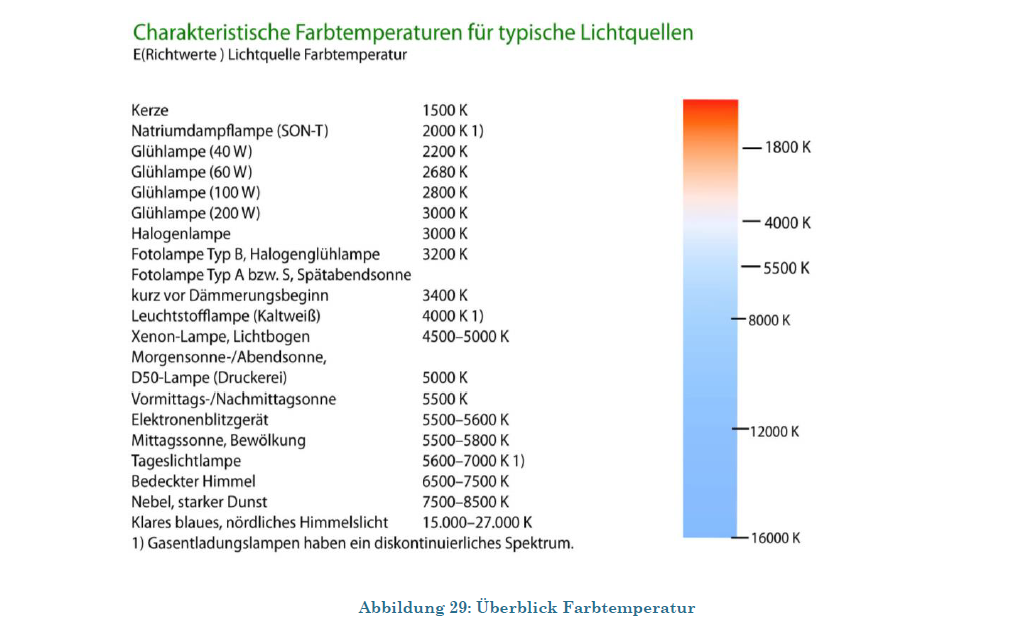 Charakteristische Farbtemperaturen für typische Lichtquellen
E(Richtwerte ) Lichtquelle Farbtemperatur
Kerze 1500 K
Natriumdampflampe (SON-T) 2000 K 1)
Glühlampe (40 W) 2200 K
Glühlampe (60 W) 2680 K
Glühlampe (100 W) 2800 K
Glühlampe (200 W) 3000 K
Halogenlampe 3000 K
Fotolampe Typ B, Halogenglühlampe 3200 K
Fotolampe Typ A bzw. S, Spätabendsonne
kurz vor Dämmerungsbeginn 3400 K
Leuchtstofflampe (Kaltweiß) 4000 K 1)
Xenon-Lampe, Lichtbogen 4500–5000 K
Morgensonne-/Abendsonne,
D50-Lampe (Druckerei) 5000 K
Vormittags-/Nachmittagsonne 5500 K
Elektronenblitzgerät 5500–5600 K
Mittagssonne, Bewölkung 5500–5800 K
Tageslichtlampe 5600–7000 K 1)
Bedeckter Himmel 6500–7500 K
Nebel, starker Dunst 7500–8500 K
Klares blaues, nördliches Himmelslicht 15.000–27.000 K
1) Gasentladungslampen haben ein diskontinuierliches Spektrum.
1800 K
4000 K
5500 K
8000 K
12000 K
16000 K
Abbildung 29: Überblick Farbtemperatur